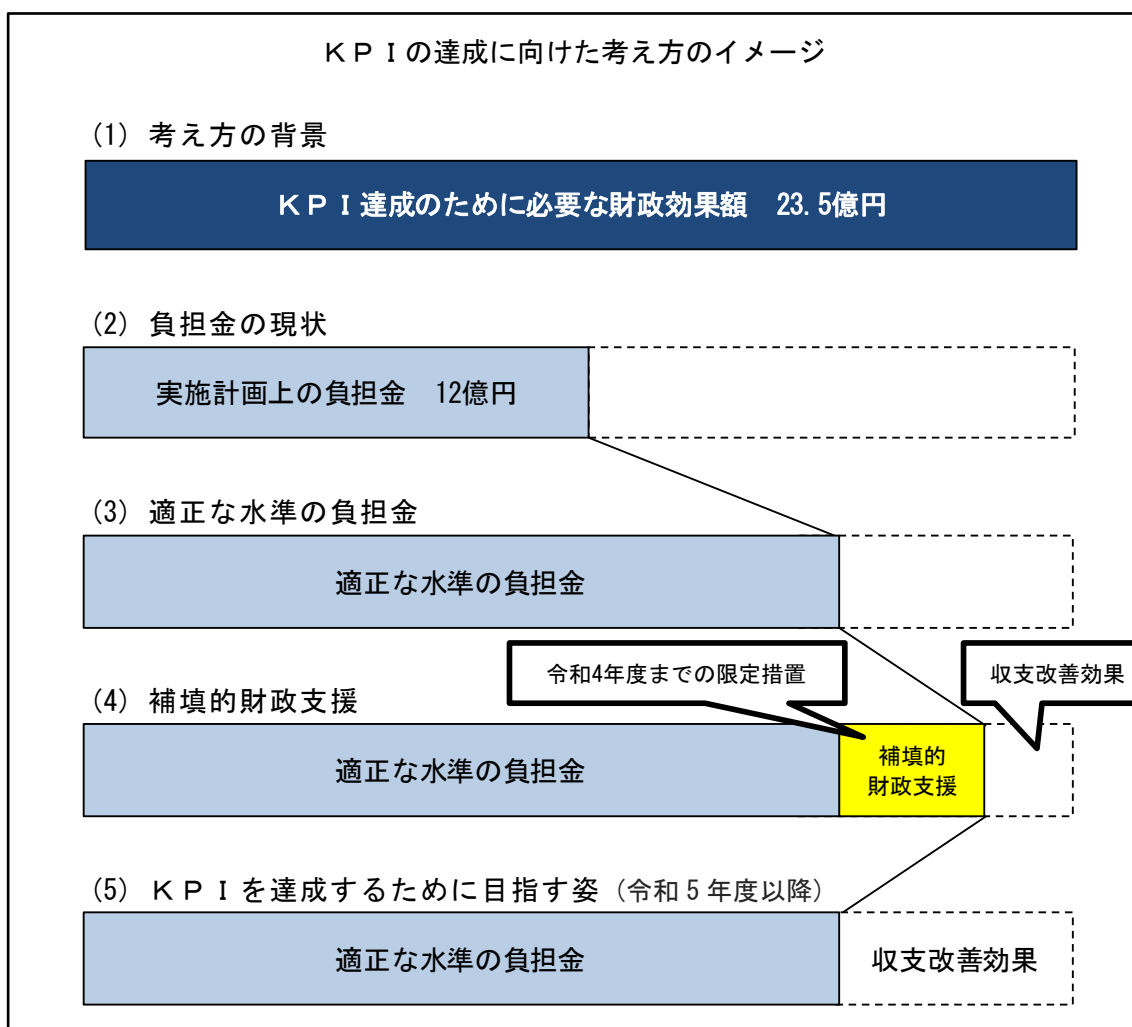 ＫＰＩの達成に向けた考え方のイメージ
(1) 考え方の背景
ＫＰＩ達成のために必要な財政効果額　23.5億円
(2) 負担金の現状
実施計画上の負担金　12億円
(3) 適正な水準の負担金
適正な水準の負担金
令和4年度までの限定措置
収支改善効果
(4) 補填的財政支援
適正な水準の負担金
補填的
財政支援
(5) ＫＰＩを達成するために目指す姿（令和５年度以降）
適正な水準の負担金
収支改善効果